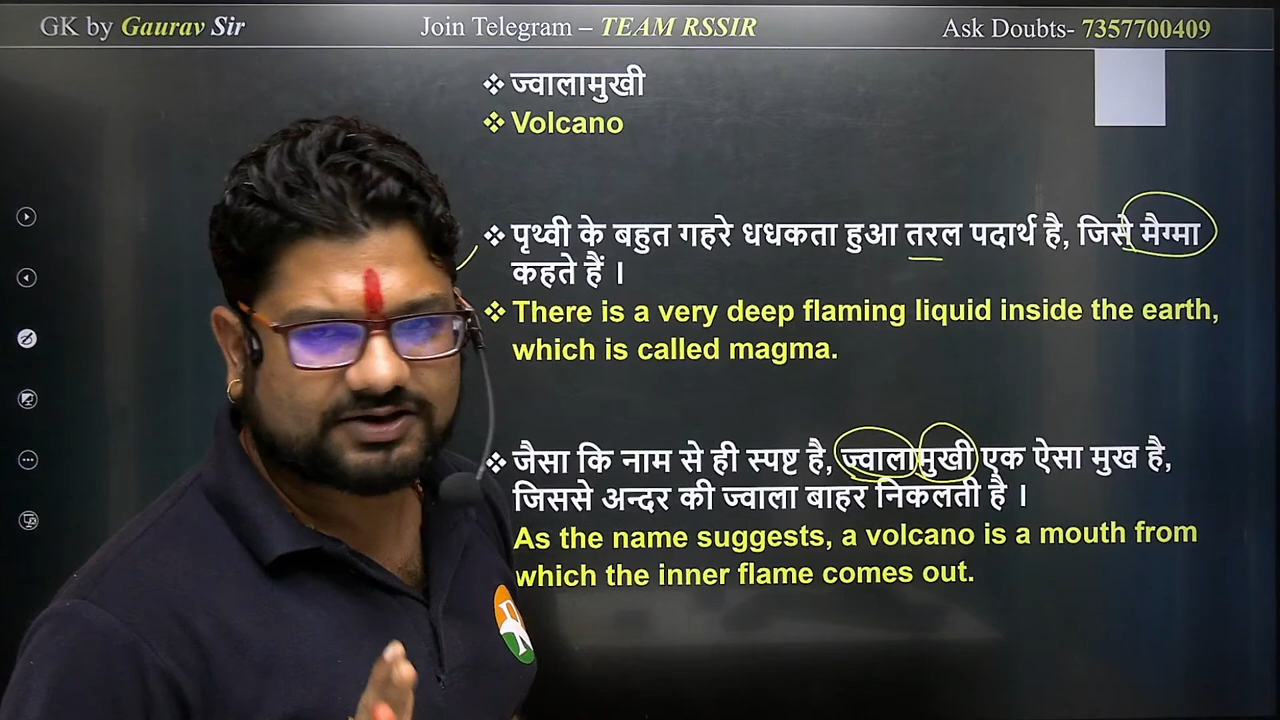 GK by Gaurav Sir
Join Telegram – TEAM RSSIR
Ask Doubts- 7357700409
❖ ज्वालामुखी
❖ Volcano
❖ पृथ्वी के बहुत गहरे धधकता हुआ तरल पदार्थ है, जिसे मैग्मा
कहते हैं ।
❖ There is a very deep flaming liquid inside the earth,
which is called magma.
❖ जैसा कि नाम से ही स्पष्ट है, ज्वालामुखी एक ऐसा मुख है,
जिससे अन्दर की ज्वाला बाहर निकलती है ।
As the name suggests, a volcano is a mouth from
which the inner flame comes out.